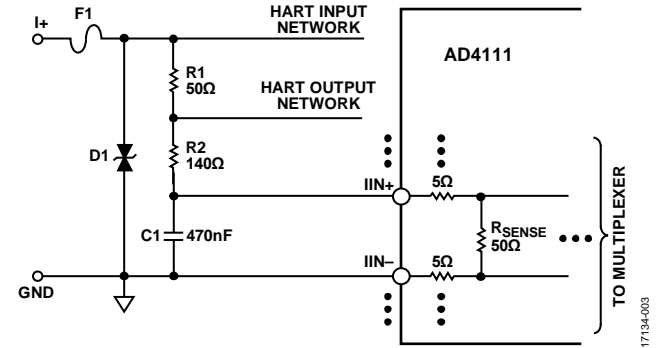 I+
F1
HART INPUT
NETWORK
AD4111
R1
50Ω
HART OUTPUT
NETWORK
D1
R2
140Ω
IIN+
5Ω
C1
470nF
RSENSE
50Ω
TO MULTIPLEXER
IIN–
5Ω
GND
17134-003